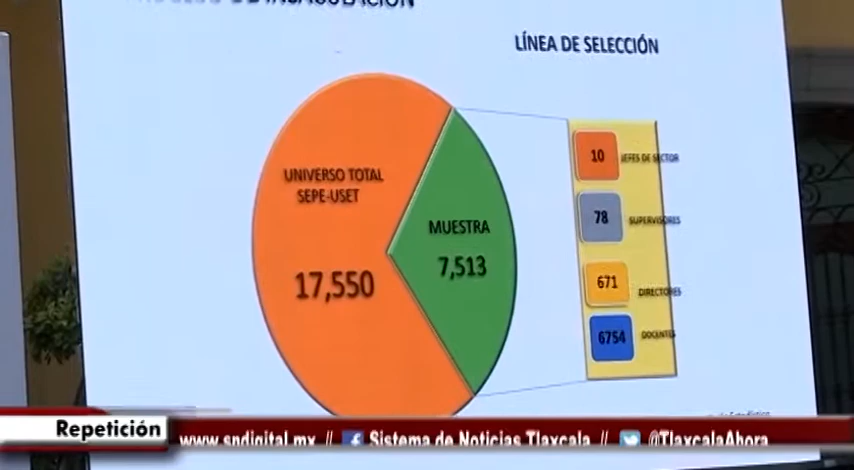 LÍNEA DE SELECCIÓN
UNIVERSO TOTAL
SEPE-USET
17,550
MUESTRA
7,513
10 JEFES DE SECTOR
78 SUPERVISORES
671 DIRECTORES
6754 DOCENTES
Repetición
www.sndigital.mx // Sistema de Noticias Tlaxcala // @TlaxcalaAhora